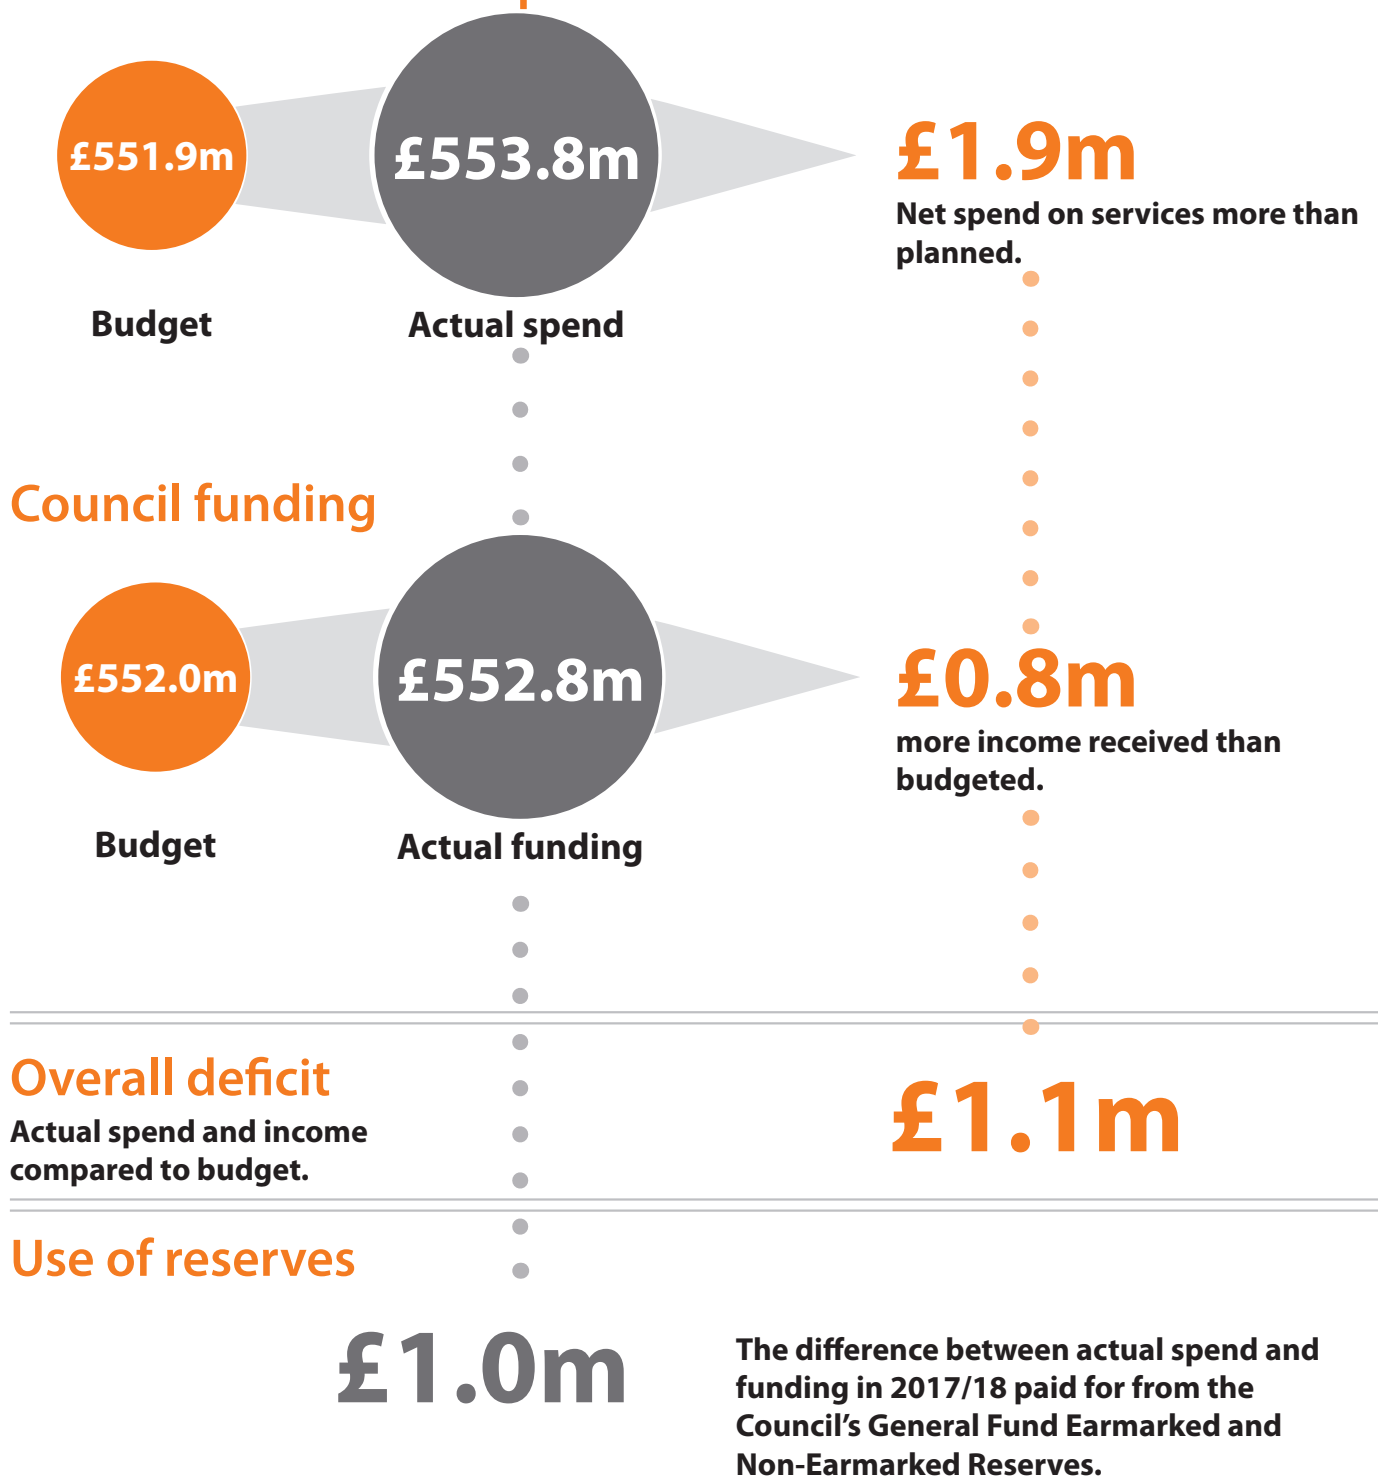 £551.9m
£553.8m
£1.9m
Net spend on services more than
planned.
Budget
Actual spend
Council funding
£552.0m
£552.8m
£0.8m
more income received than
budgeted.
Budget
Actual funding
Overall deficit
Actual spend and income
compared to budget.
£1.1m
Use of reserves
£1.0m
The difference between actual spend and
funding in 2017/18 paid for from the
Council’s General Fund Earmarked and
Non-Earmarked Reserves.